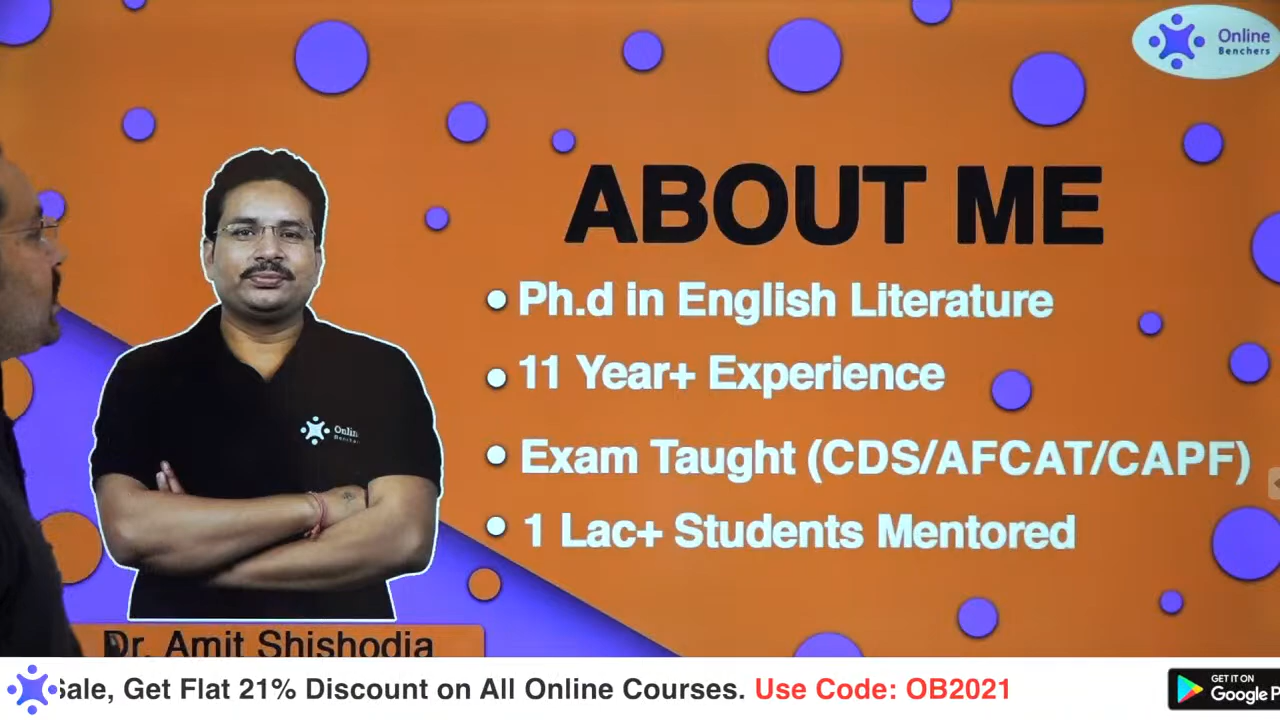 Online
Benchers
ABOUT ME
Ph.d in English Literature
11 Year+ Experience
Exam Taught (CDS/AFCAT/CAPF)
1 Lac+ Students Mentored
Onlin
Dr. Amit Shishodia
Sale, Get Flat 21% Discount on All Online Courses. Use Code: OB2021
GET IT ON
Google P